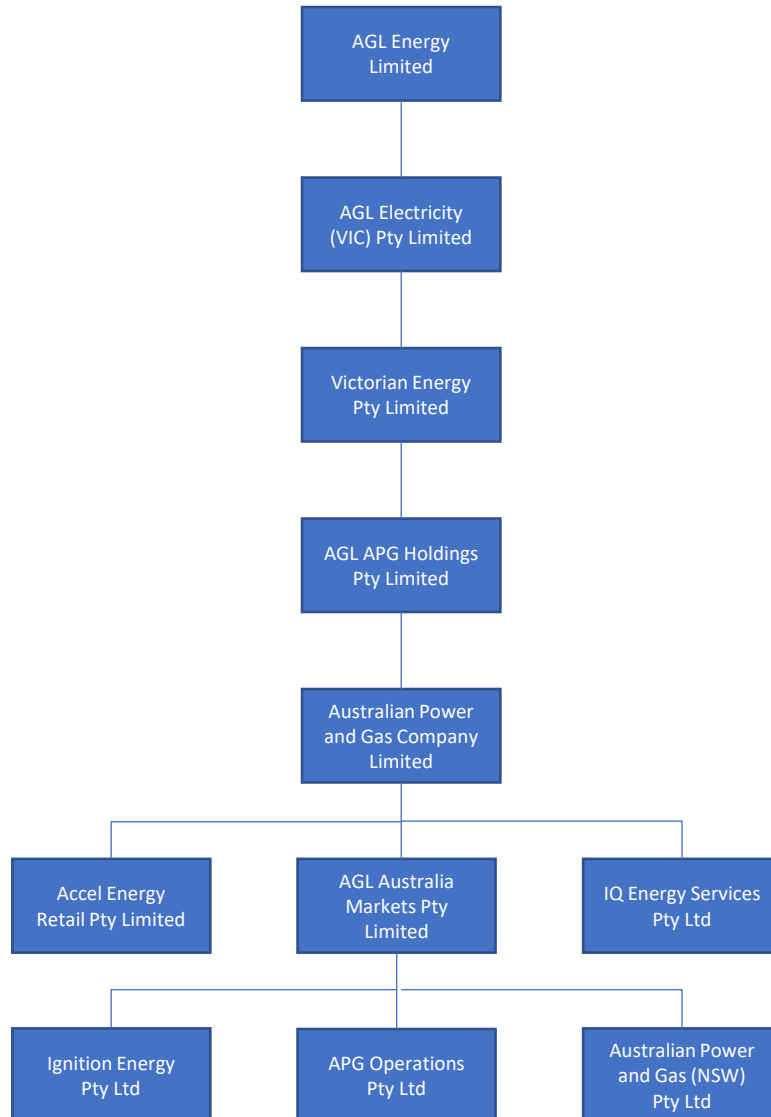 AGL Energy
Limited
AGL Electricity
(VIC) Pty Limited
Victorian Energy
Pty Limited
AGL APG Holdings
Pty Limited
Australian Power
and Gas Company
Limited
Accel Energy
Retail Pty Limited
AGL Australia
Markets Pty
Limited
IQ Energy Services
Pty Ltd
Ignition Energy
Pty Ltd
APG Operations
Pty Ltd
Australian Power
and Gas (NSW)
Pty Ltd